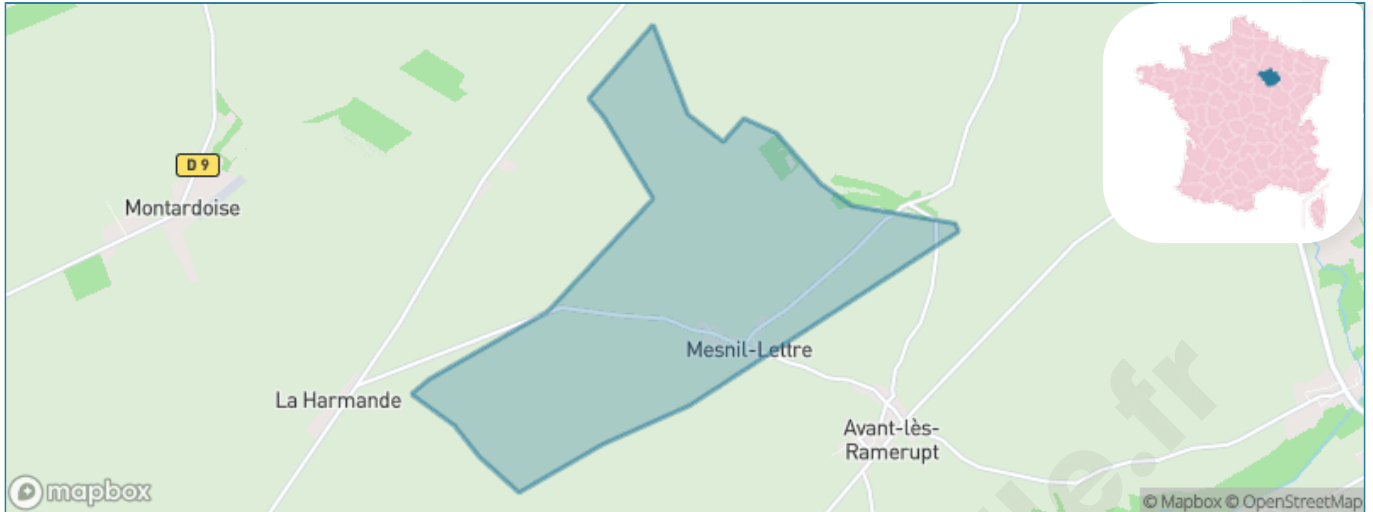 D 9
Montardoise
Mesnil-Lettre
La Harmande
Avant-lès-
Ramerupt
mapbox
© Mapbox © OpenStreetMap